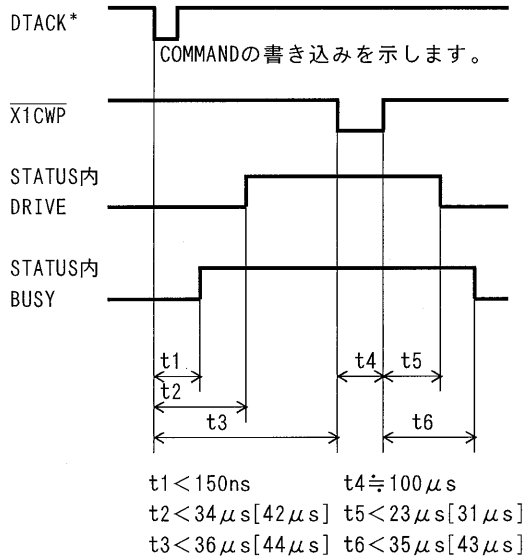 DTACK*
COMMANDの書き込みを示します。
X1CWP
STATUS内
DRIVE
STATUS内
BUSY
t1
t2
t3
t4
t5
t6
t1<150ns
t4≒100μs
t2<34μs[42μs]
t5<23μs[31μs]
t3<36μs[44μs]
t6<35μs[43μs]